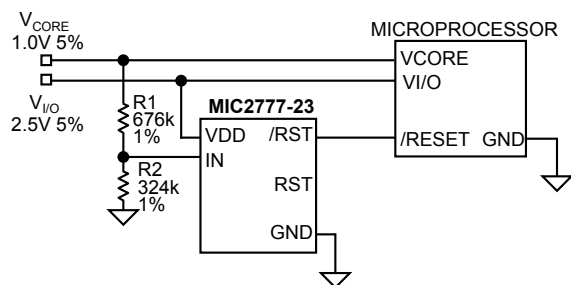 VCORE
1.0V 5%
VI/O
2.5V 5%
R1
676k
1%
R2
324k
1%
MIC2777-23
VDD
/RST
IN
RST
GND
MICROPROCESSOR
VCORE
VI/O
/RESET
GND